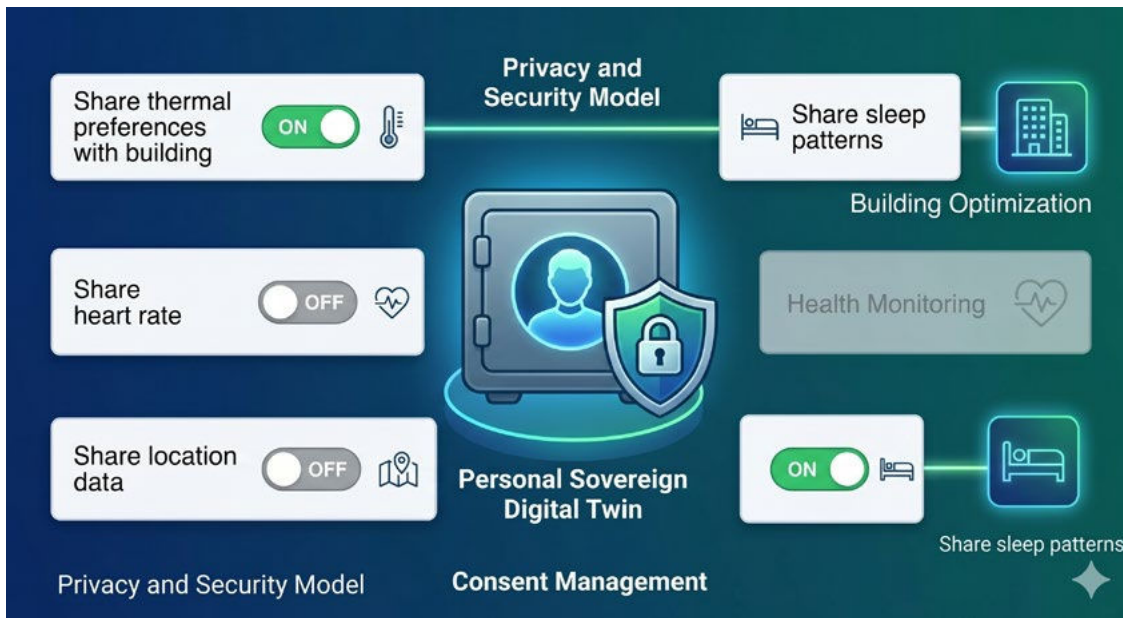 Privacy and
Security Model
Share thermal
preferences
with building
ON
Share sleep
patterns
Building Optimization
Share
heart rate
OFF
Health Monitoring
Share location
data
OFF
Personal Sovereign
Digital Twin
ON
Share sleep patterns
Privacy and Security Model
Consent Management